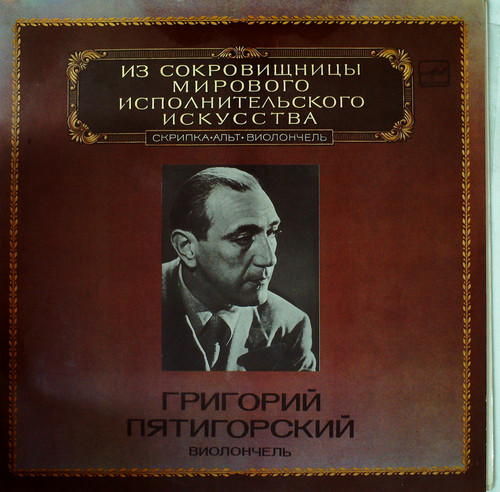 ИЗ СОКРОВИЩНИЦЫ
МИРОВОГО
ИСПОЛНИТЕЛЬСКОГО
ИСКУССТВА
СКРИПКА•АЛЬТ•ВИОЛОНЧЕЛЬ
ГРИГОРИЙ
ПЯТИГОРСКИЙ
ВИОЛОНЧЕЛЬ